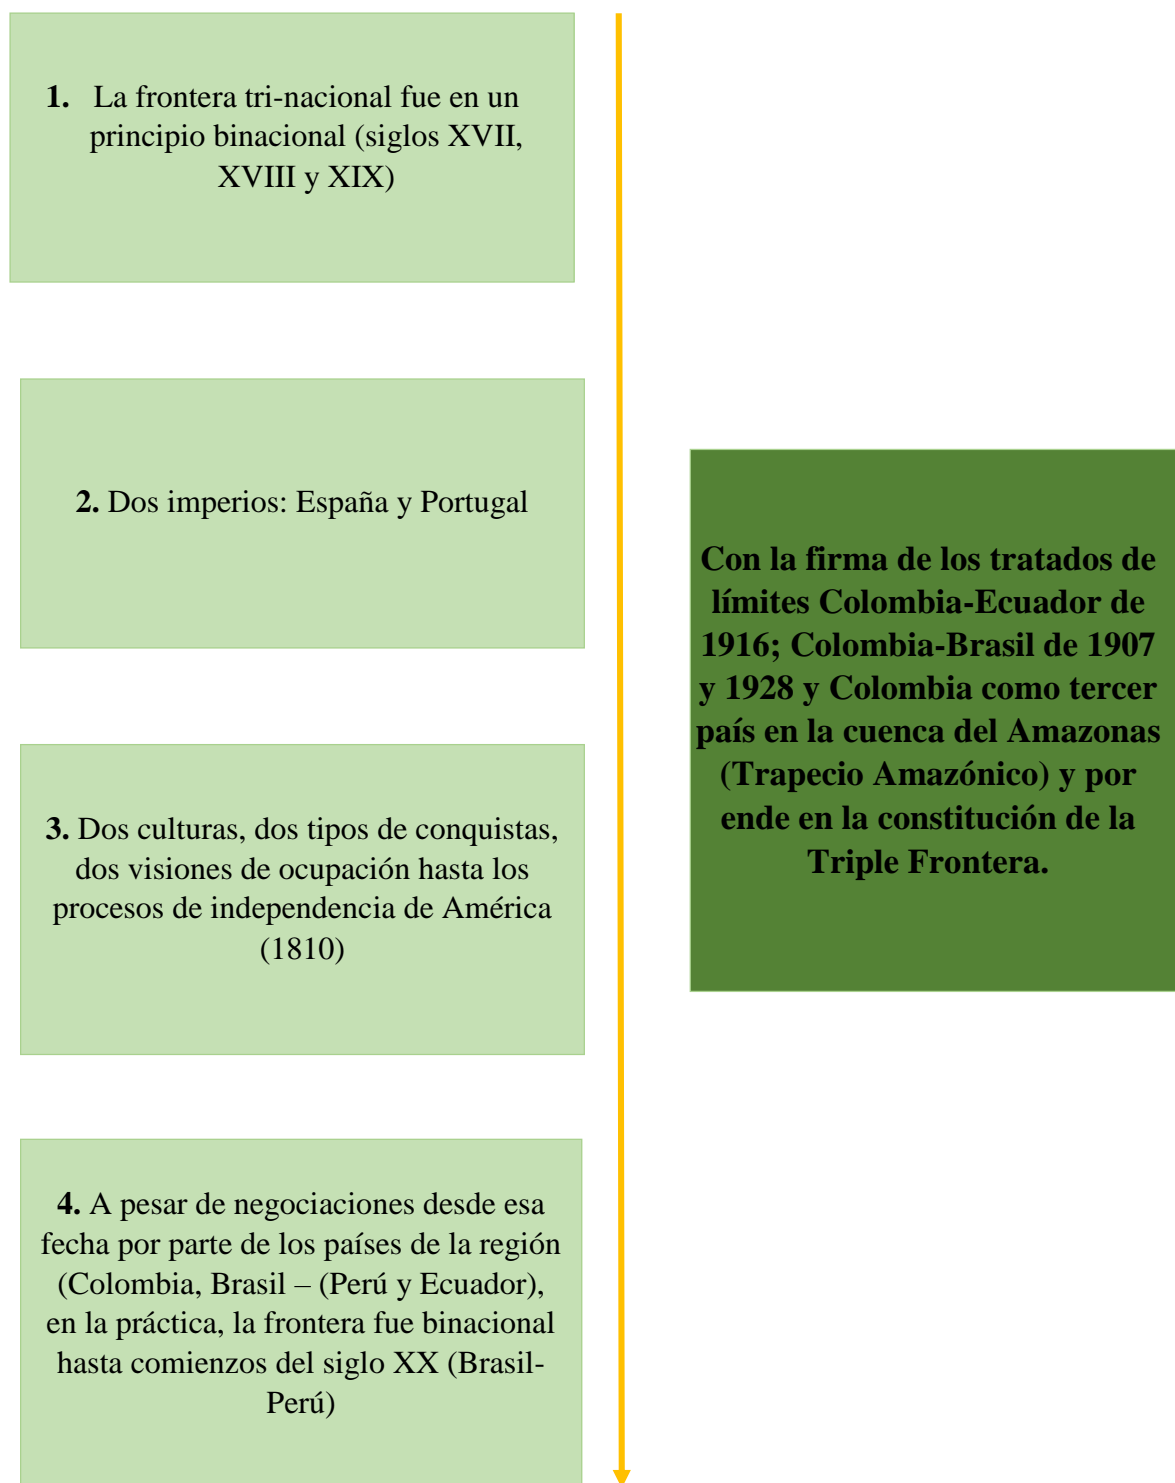 1. La frontera tri-nacional fue en un
principio binacional (siglos XVII,
XVIII y XIX)
2. Dos imperios: España y Portugal
3. Dos culturas, dos tipos de conquistas,
dos visiones de ocupación hasta los
procesos de independencia de América
(1810)
4. A pesar de negociaciones desde esa
fecha por parte de los países de la región
(Colombia, Brasil – (Perú y Ecuador),
en la práctica, la frontera fue binacional
hasta comienzos del siglo XX (Brasil-
Perú)
Con la firma de los tratados de
límites Colombia-Ecuador de
1916; Colombia-Brasil de 1907
y 1928 y Colombia como tercer
país en la cuenca del Amazonas
(Trapecio Amazónico) y por
ende en la constitución de la
Triple Frontera.